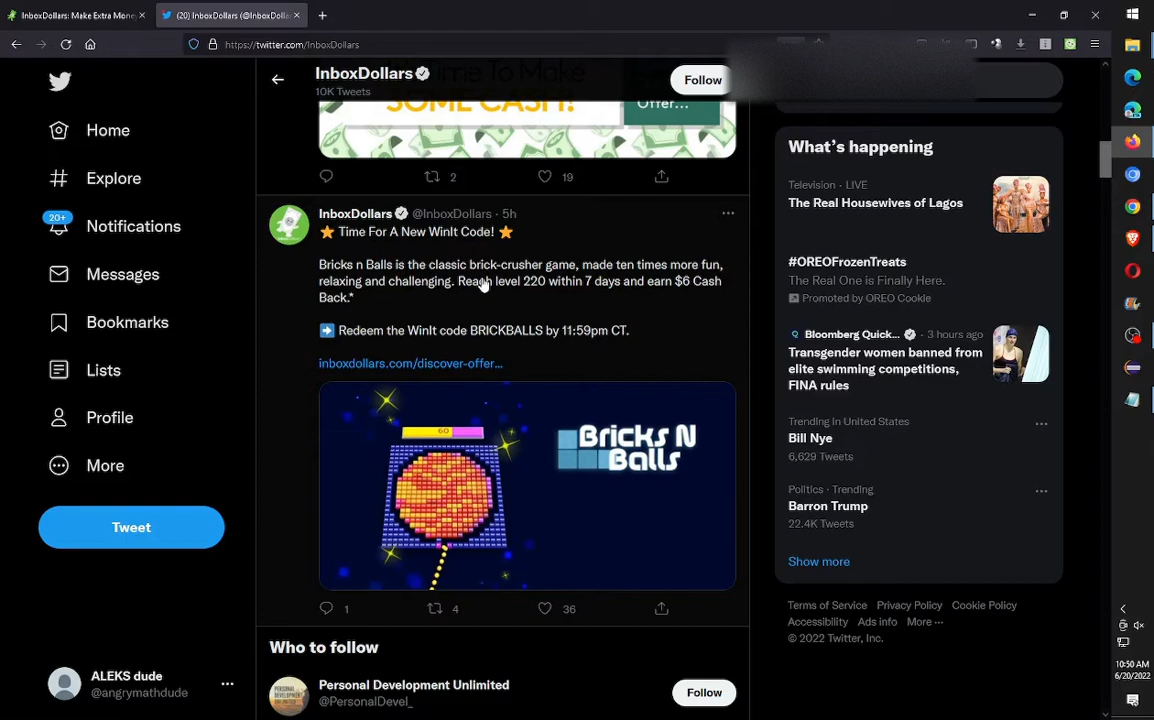 InboxDollars: Make Extra Mone
(20) InboxDollars (@InboxDolla
https://twitter.com/InboxDollars
InboxDollars
10K Tweets
Follow
Home
Explore
20+
Notifications
Messages
Bookmarks
Lists
Profile
More
Tweet
ALEKS dude
@angrymathdude
SOME CASH!
Offer...
2
19
InboxDollars @InboxDollars · 5h
Time For A New WinIt Code!
Bricks n Balls is the classic brick-crusher game, made ten times more fun,
relaxing and challenging. Reach level 220 within 7 days and earn $6 Cash
Back.*
Redeem the WinIt code BRICKBALLS by 11:59pm CT.
inboxdollars.com/discover-offer...
60
Bricks N
Balls
1
4
36
Who to follow
Personal Development Unlimited
@PersonalDevel_
Follow
What's happening
Television · LIVE
The Real Housewives of Lagos
#OREOFrozenTreats
The Real One is Finally Here.
Promoted by OREO Cookie
Bloomberg Quick... · 3 hours ago
Transgender women banned from
elite swimming competitions,
FINA rules
Trending in United States
Bill Nye
6,629 Tweets
Politics · Trending
Barron Trump
22.4K Tweets
Show more
Terms of Service Privacy Policy Cookie Policy
Accessibility Ads info More ···
© 2022 Twitter, Inc.
10:50 AM
6/20/2022